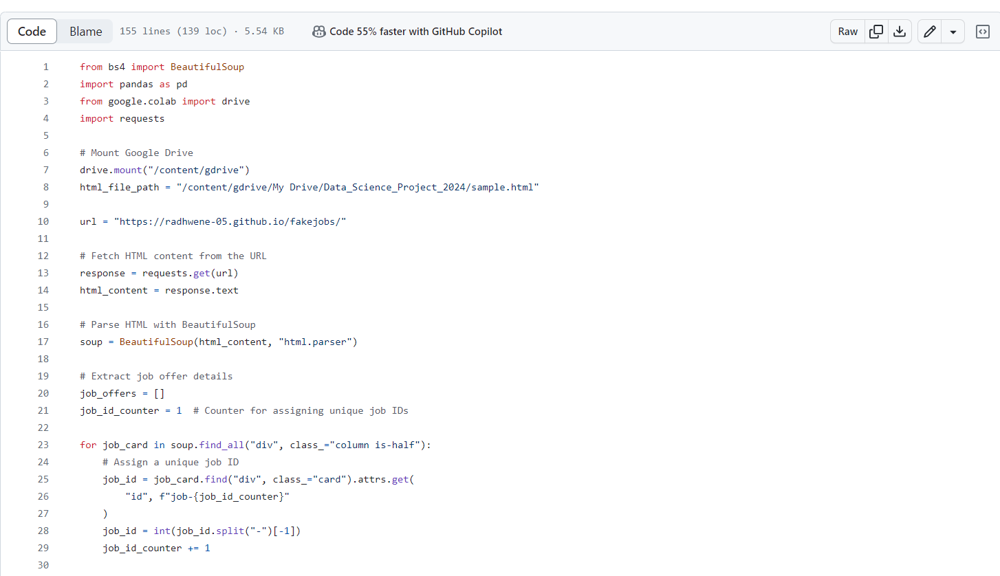 Code Blame 155 lines (139 loc) · 5.54 KB Code 55% faster with GitHub Copilot Raw
1 from bs4 import BeautifulSoup
2 import pandas as pd
3 from google.colab import drive
4 import requests
5
6 # Mount Google Drive
7 drive.mount("/content/gdrive")
8 html_file_path = "/content/gdrive/My Drive/Data_Science_Project_2024/sample.html"
9
10 url = "https://radhwene-05.github.io/fakejobs/"
11
12 # Fetch HTML content from the URL
13 response = requests.get(url)
14 html_content = response.text
15
16 # Parse HTML with BeautifulSoup
17 soup = BeautifulSoup(html_content, "html.parser")
18
19 # Extract job offer details
20 job_offers = []
21 job_id_counter = 1  # Counter for assigning unique job IDs
22
23 for job_card in soup.find_all("div", class_="column is-half"):
24     # Assign a unique job ID
25     job_id = job_card.find("div", class_="card").attrs.get(
26         "id", f"job-{job_id_counter}"
27     )
28     job_id = int(job_id.split("-")[-1])
29     job_id_counter += 1
30